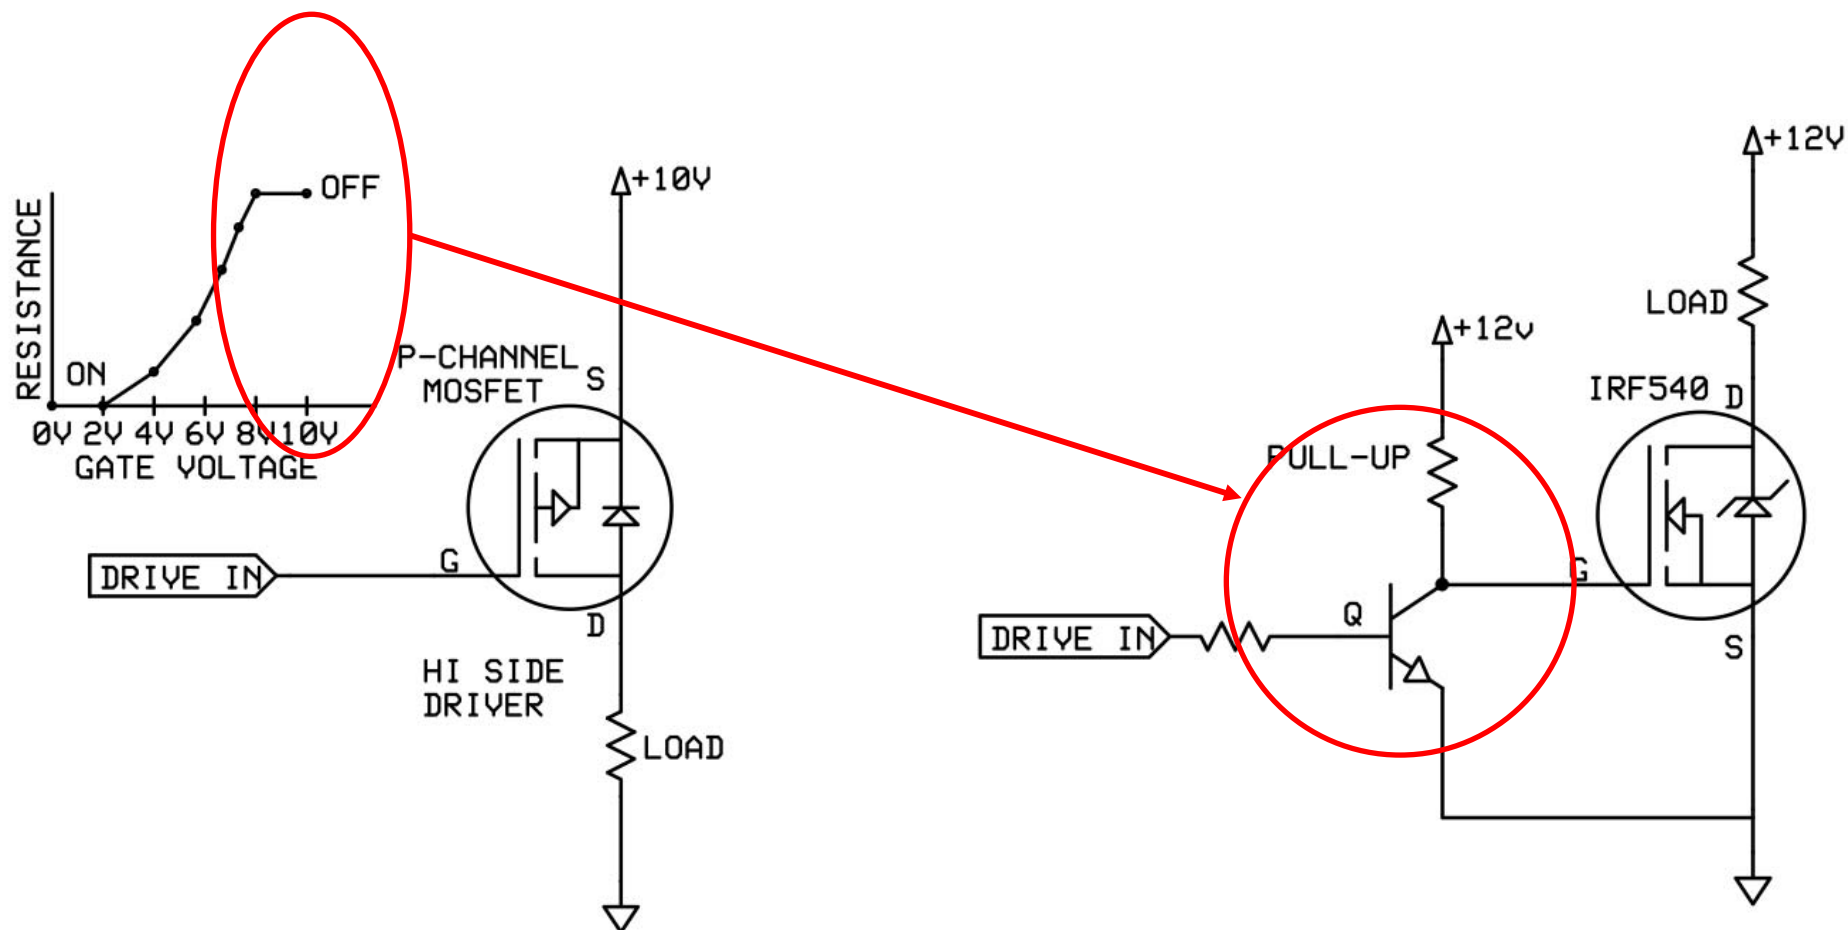 RESISTANCE
ON
OFF
0V 2V 4V 6V 8V 10V
GATE VOLTAGE
+10V
P-CHANNEL
MOSFET
S
G
D
DRIVE IN
HI SIDE
DRIVER
LOAD
+12V
LOAD
+12v
IRF540
D
PULL-UP
G
Q
DRIVE IN
S